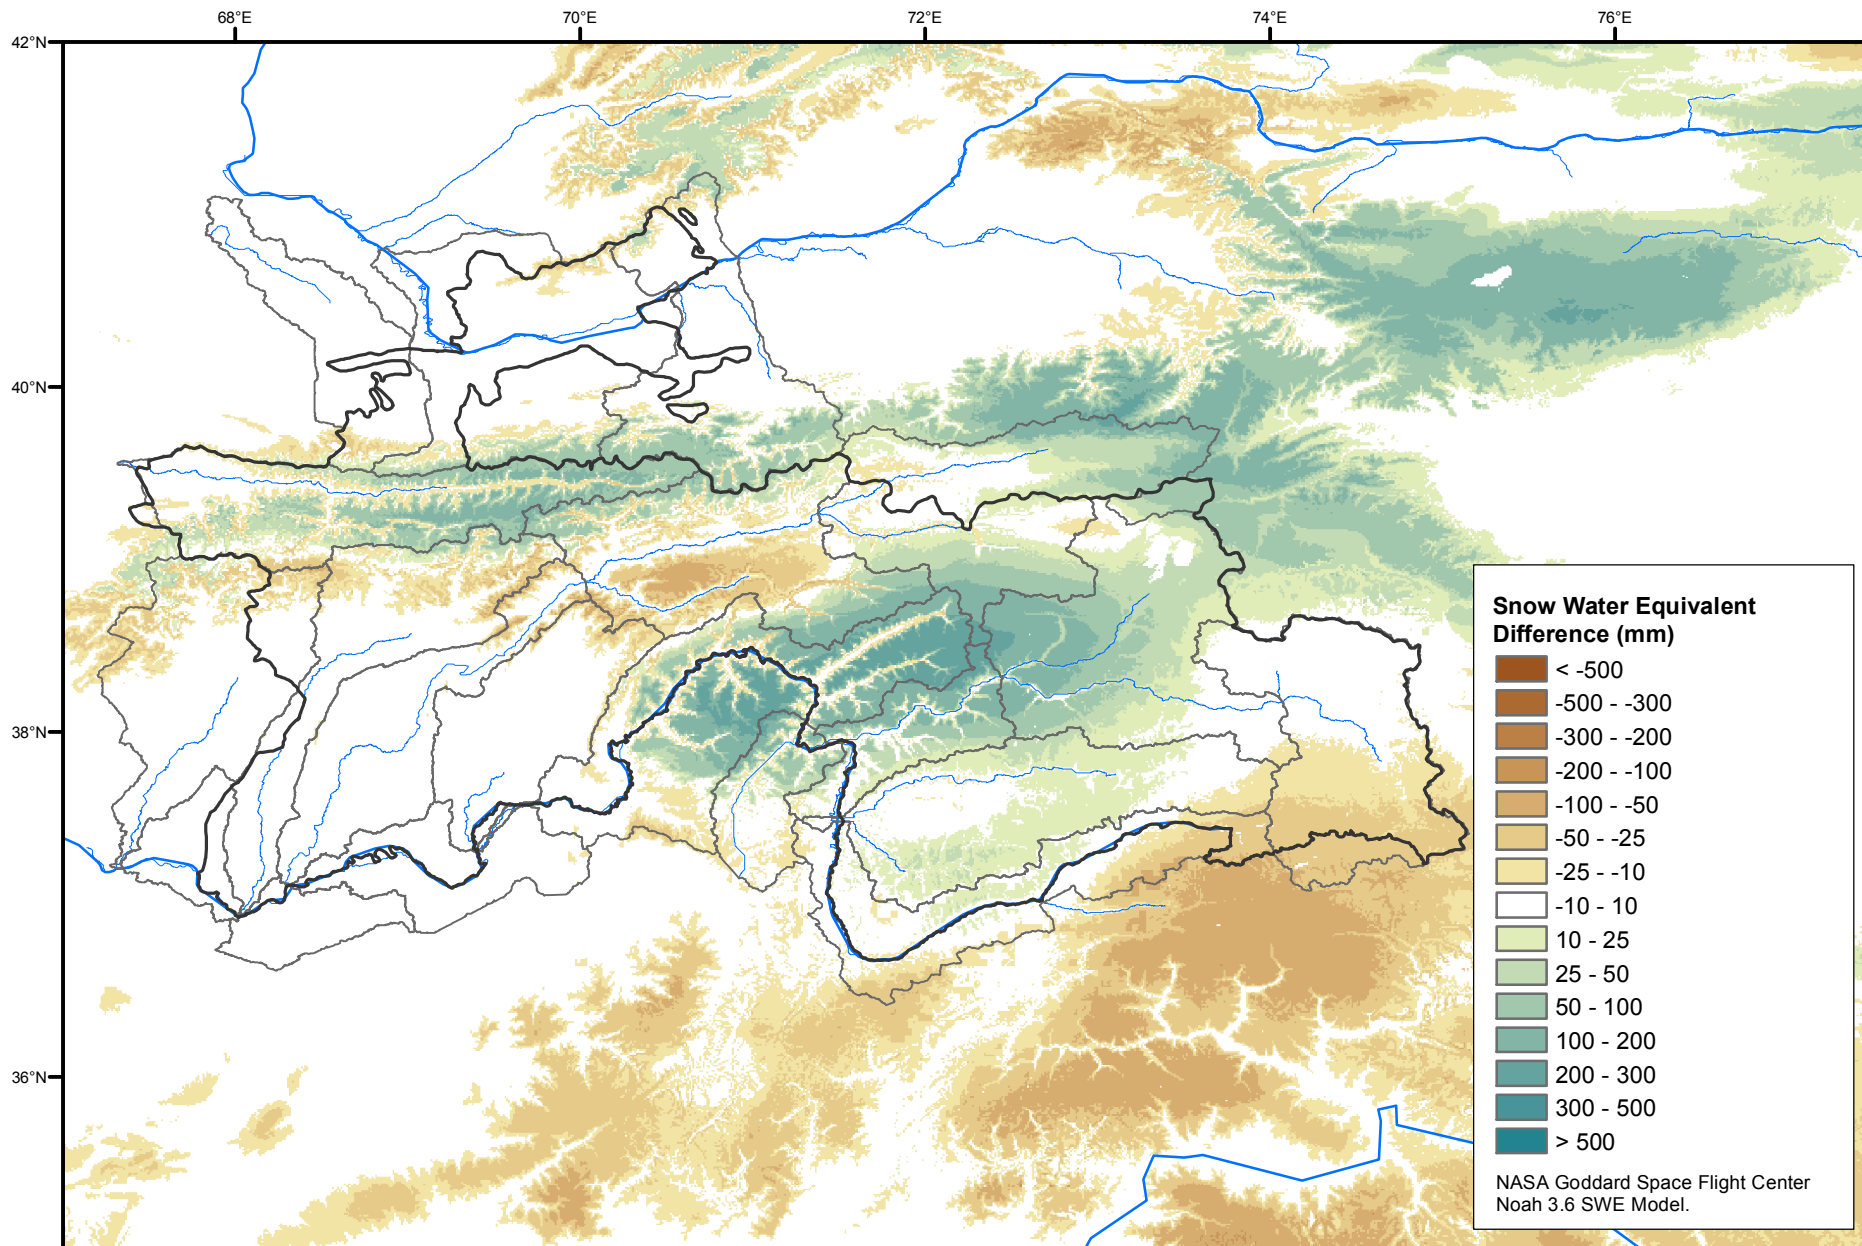 68°E
70°E
72°E
74°E
76°E
42°N
40°N
38°N
36°N
Snow Water Equivalent
Difference (mm)
< -500
-500 - -300
-300 - -200
-200 - -100
-100 - -50
-50 - -25
-25 - -10
-10 - 10
10 - 25
25 - 50
50 - 100
100 - 200
200 - 300
300 - 500
> 500
NASA Goddard Space Flight Center
Noah 3.6 SWE Model.